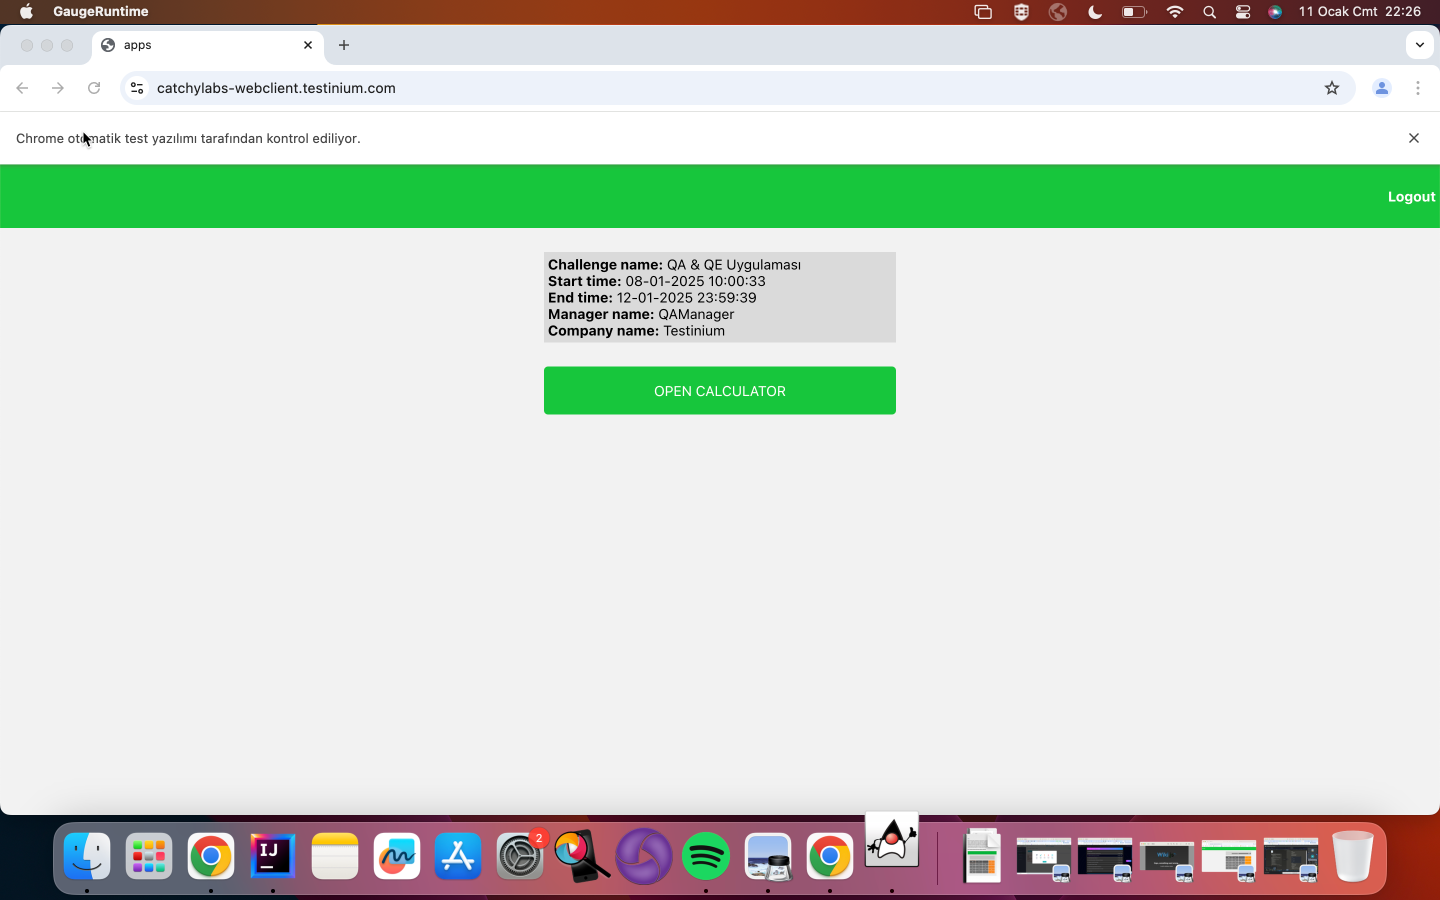 GaugeRuntime
11 Ocak Cmt 22:26
apps
catchylabs-webclient.testinium.com
Chrome otomatik test yazılımı tarafından kontrol ediliyor.
Logout
Challenge name: QA & QE Uygulaması
Start time: 08-01-2025 10:00:33
End time: 12-01-2025 23:59:39
Manager name: QAManager
Company name: Testinium
OPEN CALCULATOR
IJ
2